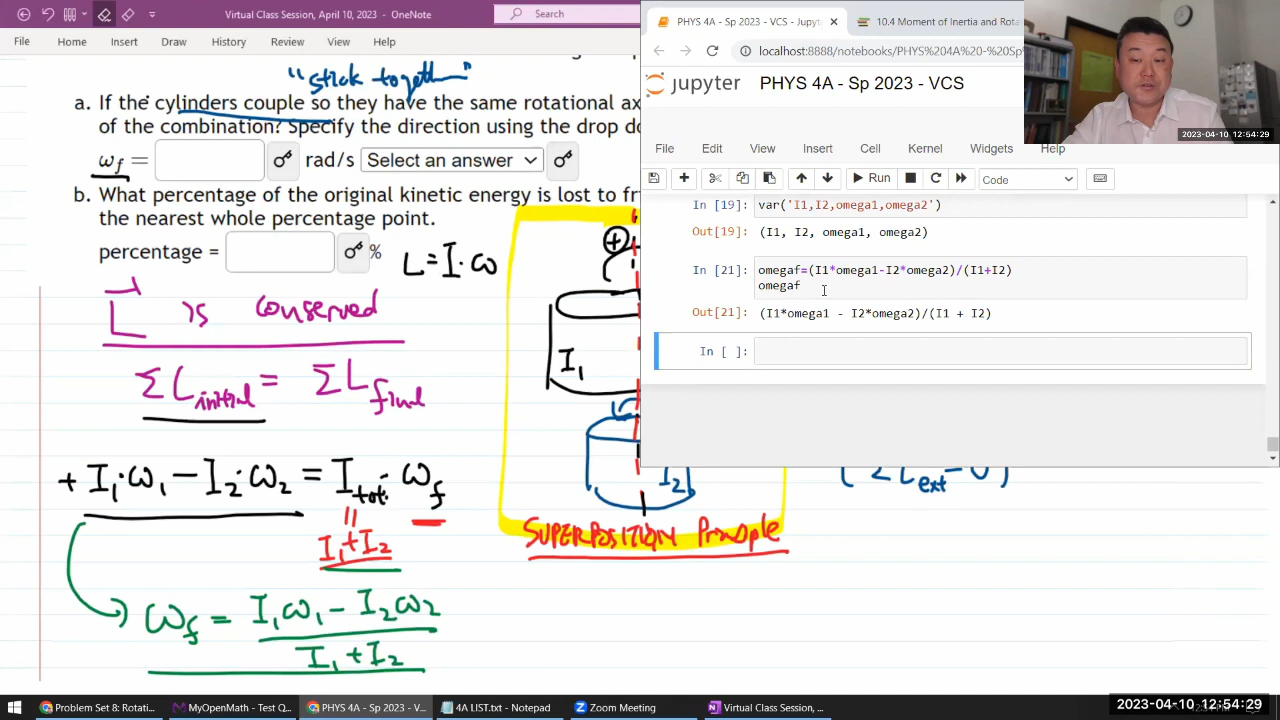 Virtual Class Session, April 10, 2023 - OneNote
File Home Insert Draw History Review View Help
"stick together"
a. If the cylinders couple so they have the same rotational ax
of the combination? Specify the direction using the drop do
ωf = rad/s Select an answer
b. What percentage of the original kinetic energy is lost to fr
the nearest whole percentage point.
percentage = %
L = I·ω
L is conserved
ΣLinitial = ΣLfinal
+ I1·ω1 − I2·ω2 = Itot·ωf
I1+I2
ωf = I1ω1 − I2ω2
I1+I2
+
I1
I2
SUPERPOSITION Principle
PHYS 4A - Sp 2023 - VCS - Jupyt
10.4 Moment of Inertia and Rota
localhost:8888/notebooks/PHYS%204A%20-%20Sp%
jupyter PHYS 4A - Sp 2023 - VCS
File Edit View Insert Cell Kernel Widgets Help
Run Code
In [19]: var('I1,I2,omega1,omega2')
Out[19]: (I1, I2, omega1, omega2)
In [21]: omegaf=(I1*omega1-I2*omega2)/(I1+I2)
omegaf
Out[21]: (I1*omega1 - I2*omega2)/(I1 + I2)
In [ ]:
2023-04-10 12:54:29
Problem Set 8: Rotati... MyOpenMath - Test Q... PHYS 4A - Sp 2023 - V... 4A LIST.txt - Notepad Zoom Meeting Virtual Class Session, ...
2023-04-10 12:54:29